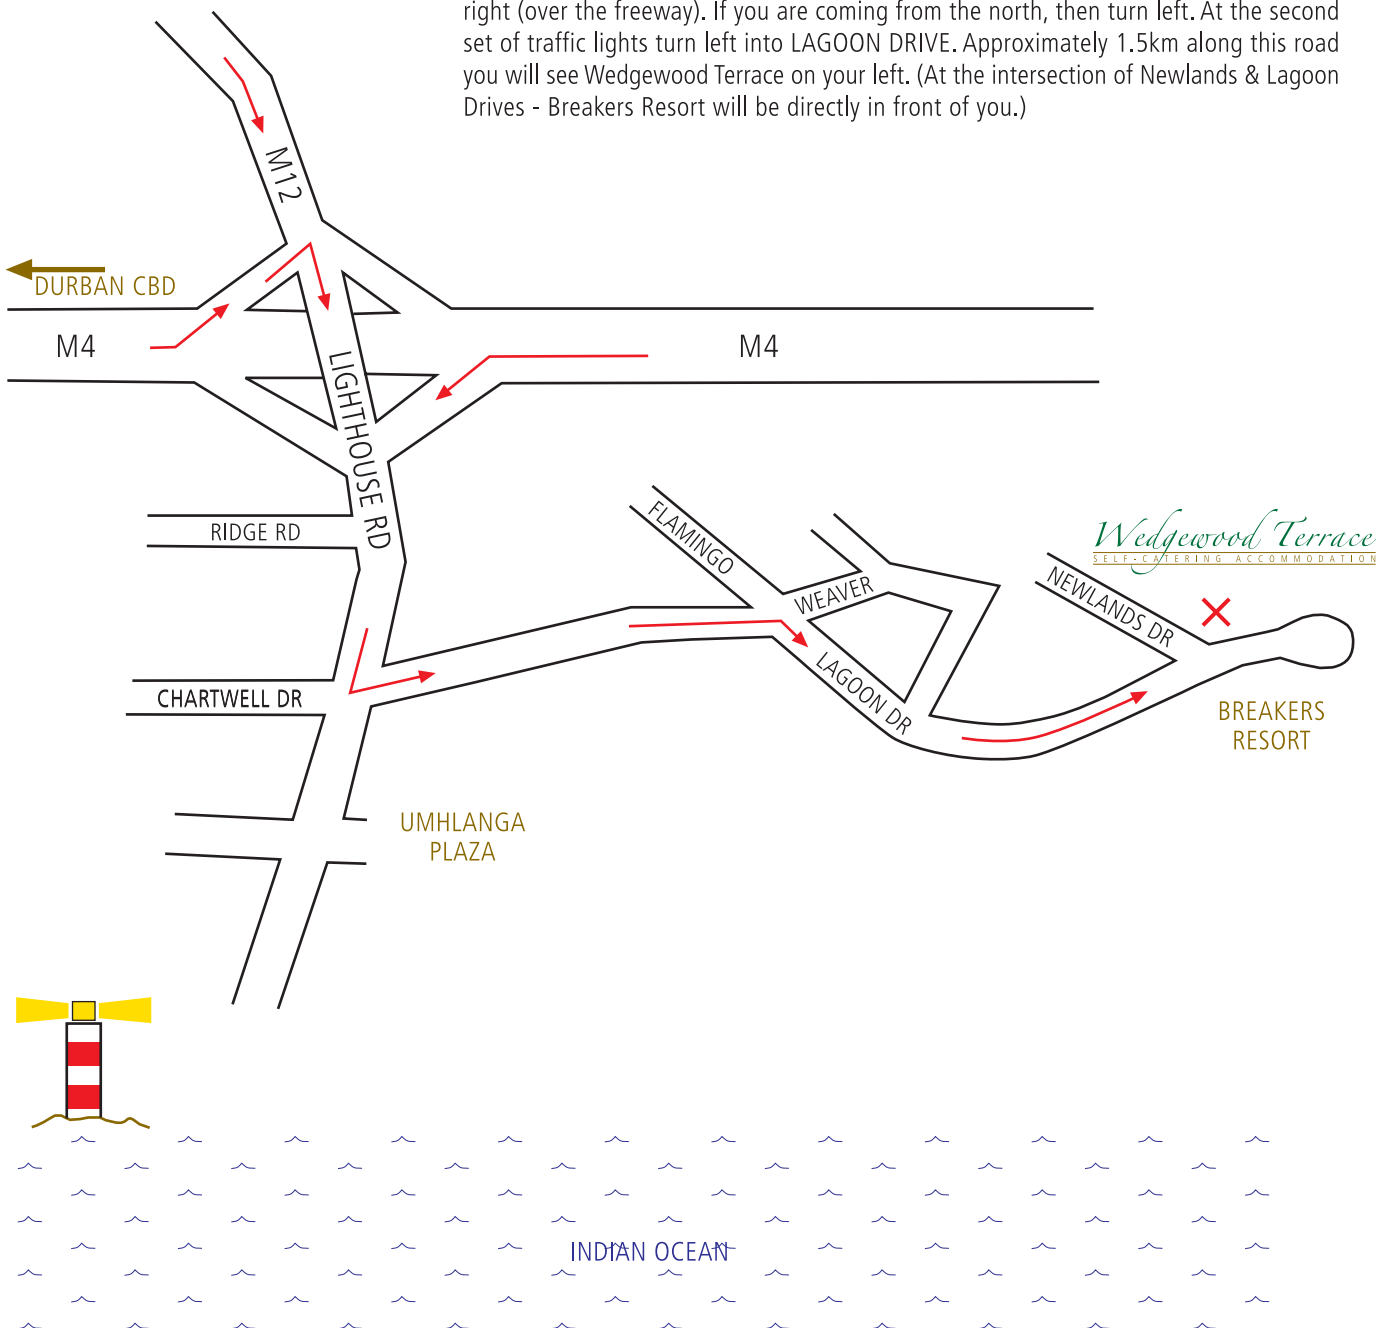 right (over the freeway). If you are coming from the north, then turn left. At the second
set of traffic lights turn left into LAGOON DRIVE. Approximately 1.5km along this road
you will see Wedgewood Terrace on your left. (At the intersection of Newlands & Lagoon
Drives - Breakers Resort will be directly in front of you.)
M12
DURBAN CBD
M4
M4
LIGHTHOUSE RD
RIDGE RD
FLAMINGO
WEAVER
Wedgewood Terrace
SELF-CATERING ACCOMMODATION
NEWLANDS DR
CHARTWELL DR
LAGOON DR
BREAKERS
RESORT
UMHLANGA
PLAZA
INDIAN OCEAN